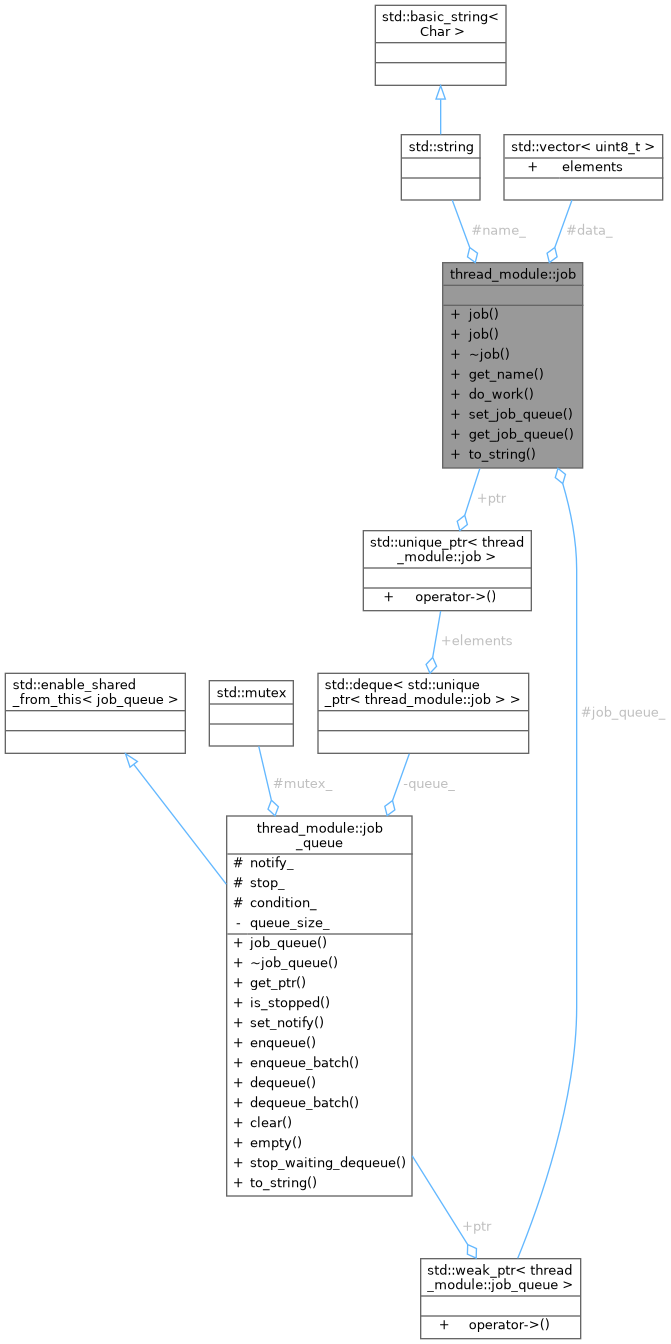 std::basic_string<
Char >
std::string
std::vector< uint8_t >
+ elements
#name_
#data_
thread_module::job
+ job()
+ job()
+ ~job()
+ get_name()
+ do_work()
+ set_job_queue()
+ get_job_queue()
+ to_string()
+ptr
std::unique_ptr< thread
_module::job >
+ operator->()
+elements
std::enable_shared
_from_this< job_queue >
std::mutex
std::deque< std::unique
_ptr< thread_module::job > >
#job_queue_
#mutex_
-queue_
thread_module::job
_queue
# notify_
# stop_
# condition_
- queue_size_
+ job_queue()
+ ~job_queue()
+ get_ptr()
+ is_stopped()
+ set_notify()
+ enqueue()
+ enqueue_batch()
+ dequeue()
+ dequeue_batch()
+ clear()
+ empty()
+ stop_waiting_dequeue()
+ to_string()
+ptr
std::weak_ptr< thread
_module::job_queue >
+ operator->()